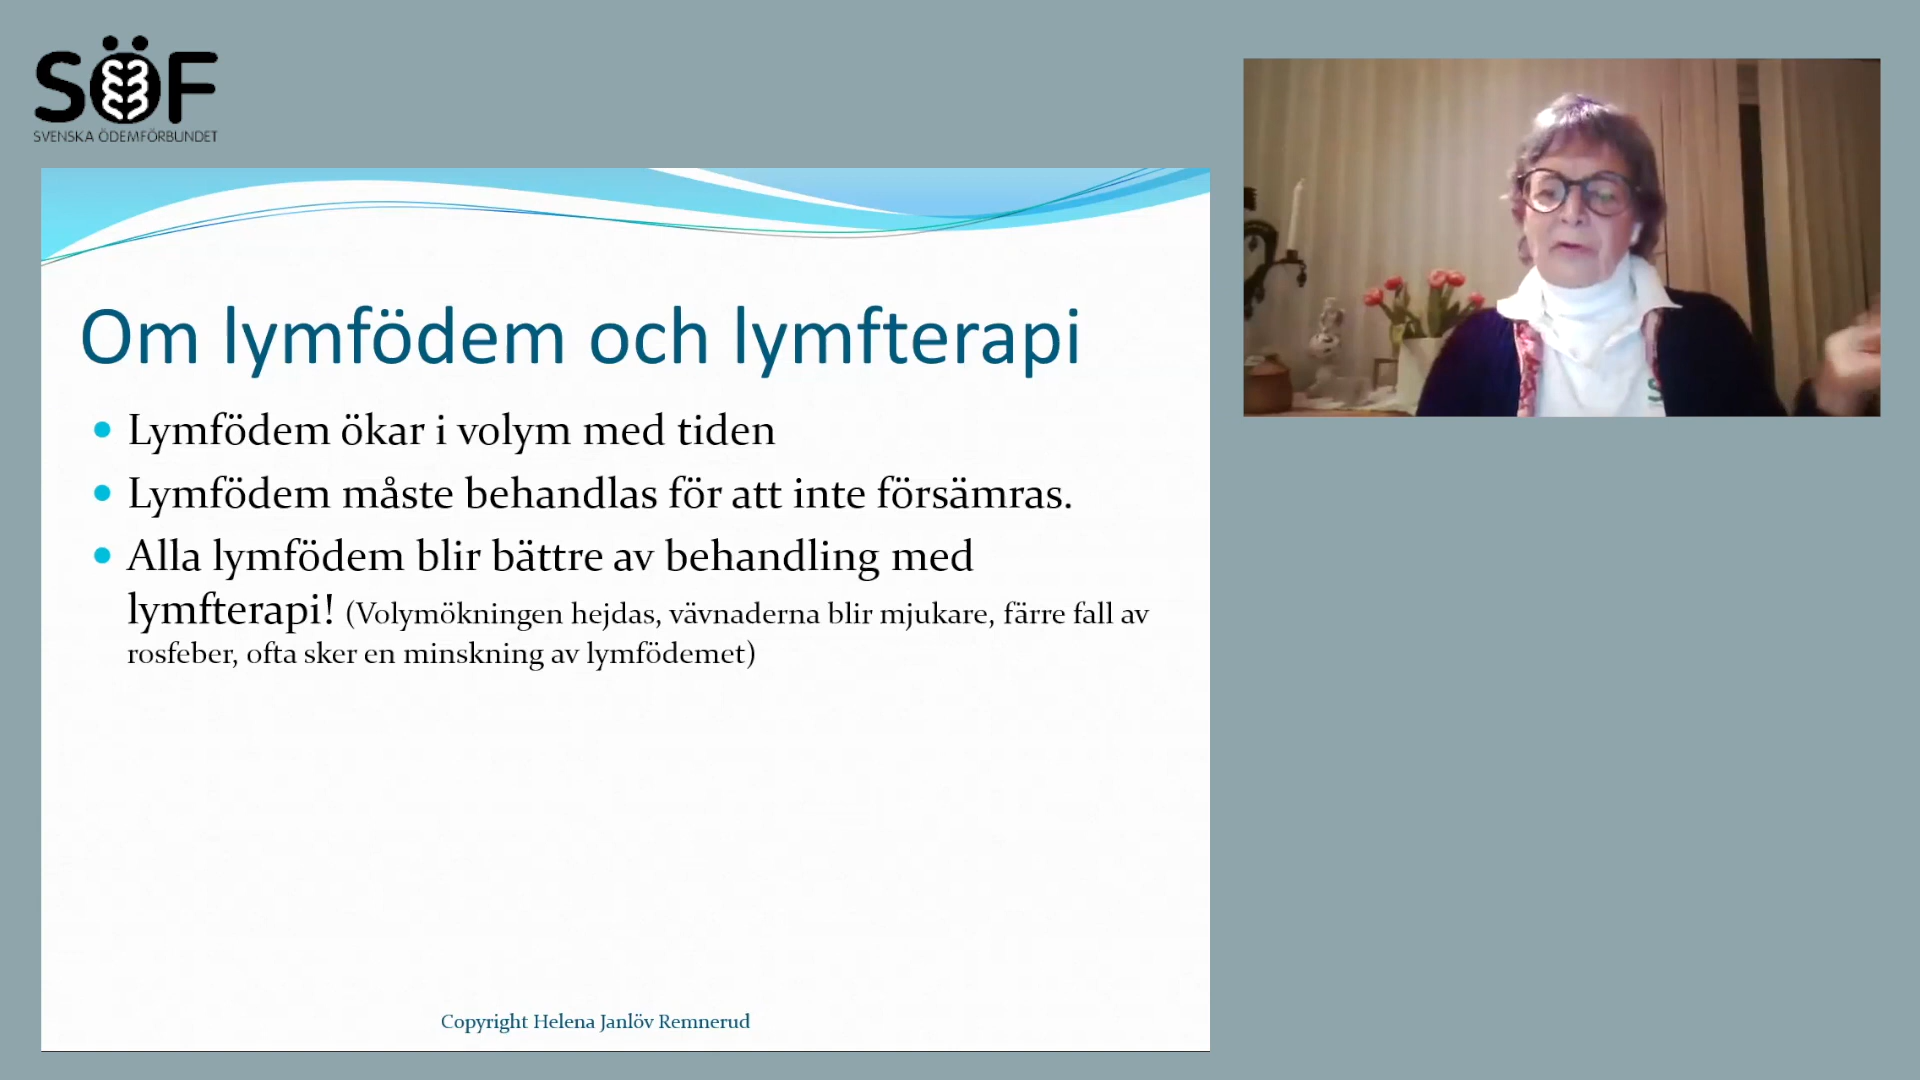 SÖF
SVENSKA ÖDEMFÖRBUNDET
Om lymfödem och lymfterapi
Lymfödem ökar i volym med tiden
Lymfödem måste behandlas för att inte försämras.
Alla lymfödem blir bättre av behandling med
lymfterapi! (Volymökningen hejdas, vävnaderna blir mjukare, färre fall av
rosfeber, ofta sker en minskning av lymfödemet)
Copyright Helena Janlöv Remnerud